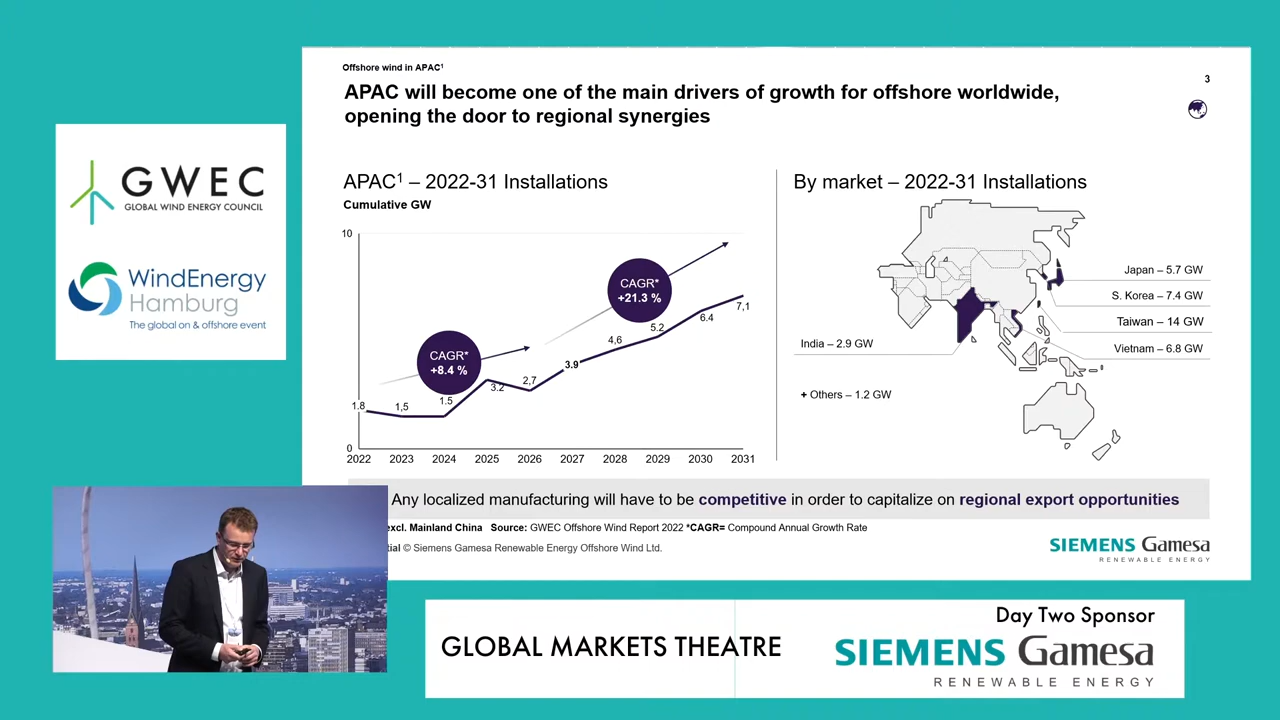 Offshore wind in APAC¹
3
APAC will become one of the main drivers of growth for offshore worldwide,
opening the door to regional synergies
GWEC
GLOBAL WIND ENERGY COUNCIL
WindEnergy
Hamburg
The global on & offshore event
APAC¹ – 2022-31 Installations
Cumulative GW
10
0
CAGR*
+8.4 %
CAGR*
+21.3 %
1.8
1,5
1.5
3.2
2,7
3.9
4,6
5.2
6.4
7,1
2022 2023 2024 2025 2026 2027 2028 2029 2030 2031
By market – 2022-31 Installations
Japan – 5.7 GW
S. Korea – 7.4 GW
Taiwan – 14 GW
Vietnam – 6.8 GW
India – 2.9 GW
+ Others – 1.2 GW
Any localized manufacturing will have to be competitive in order to capitalize on regional export opportunities
excl. Mainland China Source: GWEC Offshore Wind Report 2022 *CAGR= Compound Annual Growth Rate
© Siemens Gamesa Renewable Energy Offshore Wind Ltd.
SIEMENS Gamesa
RENEWABLE ENERGY
GLOBAL MARKETS THEATRE
Day Two Sponsor
SIEMENS Gamesa
RENEWABLE ENERGY